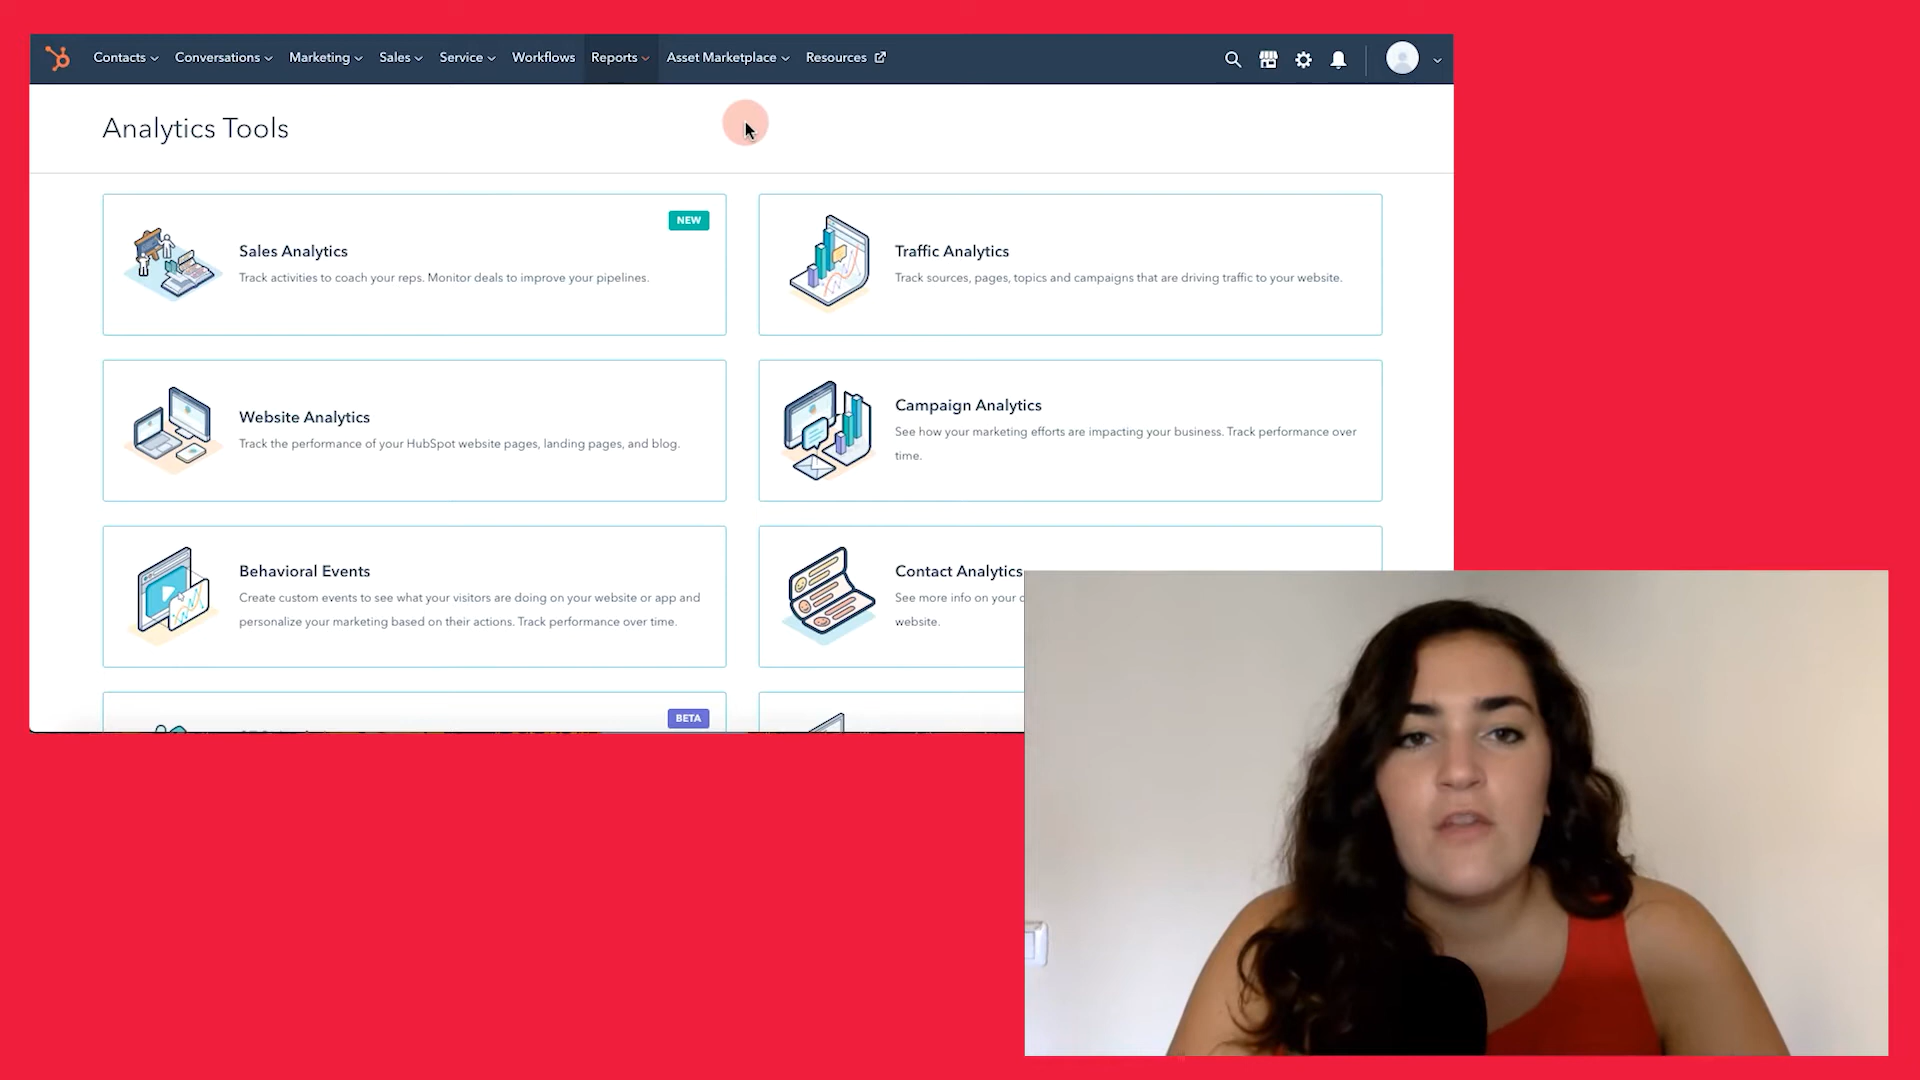 Contacts Conversations Marketing Sales Service Workflows Reports Asset Marketplace Resources
Analytics Tools
NEW
Sales Analytics
Track activities to coach your reps. Monitor deals to improve your pipelines.
Traffic Analytics
Track sources, pages, topics and campaigns that are driving traffic to your website.
Website Analytics
Track the performance of your HubSpot website pages, landing pages, and blog.
Campaign Analytics
See how your marketing efforts are impacting your business. Track performance over
time.
Behavioral Events
Create custom events to see what your visitors are doing on your website or app and
personalize your marketing based on their actions. Track performance over time.
Contact Analytics
See more info on your
website.
BETA